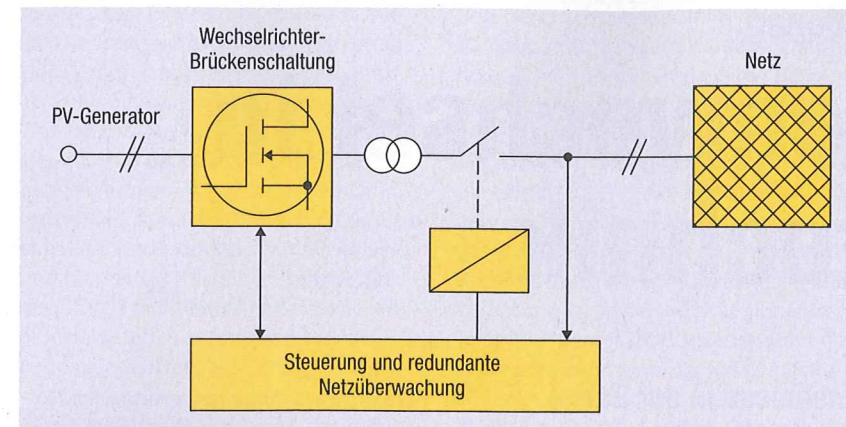 Wechselrichter-
Brückenschaltung
Netz
PV-Generator
Steuerung und redundante
Netzüberwachung